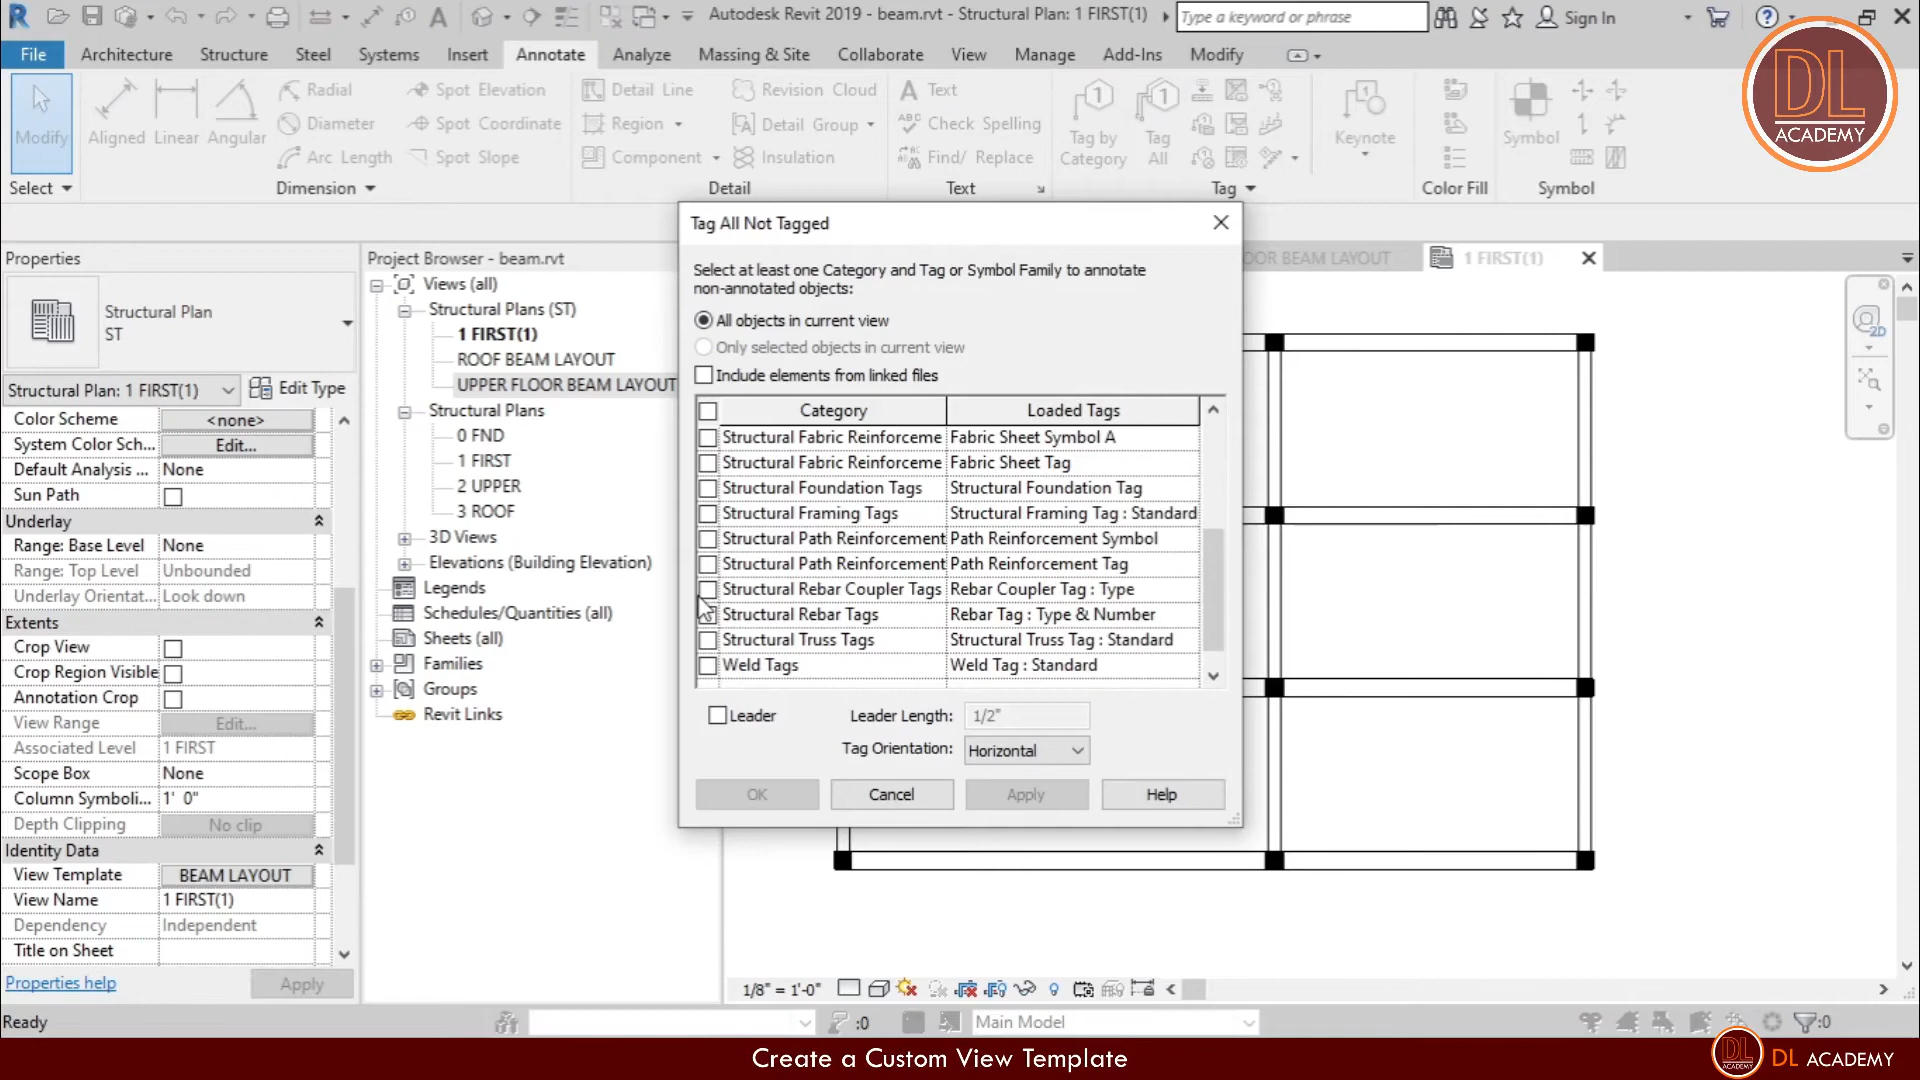 Autodesk Revit 2019 - beam.rvt - Structural Plan: 1 FIRST(1)
Type a keyword or phrase
Sign In
File Architecture Structure Steel Systems Insert Annotate Analyze Massing & Site Collaborate View Manage Add-Ins Modify
Modify
Aligned Linear Angular
Radial
Diameter
Arc Length
Spot Elevation
Spot Coordinate
Spot Slope
Detail Line
Region
Component
Revision Cloud
Detail Group
Insulation
Text
Check Spelling
Find/ Replace
Tag by Category
Tag All
Keynote
Symbol
Select
Dimension
Detail
Text
Tag
Color Fill
Symbol
DL
ACADEMY
Properties
Structural Plan
ST
Structural Plan: 1 FIRST(1)
Edit Type
Color Scheme <none>
System Color Sch... Edit...
Default Analysis ... None
Sun Path
Underlay
Range: Base Level None
Range: Top Level Unbounded
Underlay Orientat... Look down
Extents
Crop View
Crop Region Visible
Annotation Crop
View Range Edit...
Associated Level 1 FIRST
Scope Box None
Column Symboli... 1' 0"
Depth Clipping No clip
Identity Data
View Template BEAM LAYOUT
View Name 1 FIRST(1)
Dependency Independent
Title on Sheet
Properties help Apply
Project Browser - beam.rvt
Views (all)
Structural Plans (ST)
1 FIRST(1)
ROOF BEAM LAYOUT
UPPER FLOOR BEAM LAYOUT
Structural Plans
0 FND
1 FIRST
2 UPPER
3 ROOF
3D Views
Elevations (Building Elevation)
Legends
Schedules/Quantities (all)
Sheets (all)
Families
Groups
Revit Links
OOR BEAM LAYOUT
1 FIRST(1)
Tag All Not Tagged
Select at least one Category and Tag or Symbol Family to annotate
non-annotated objects:
All objects in current view
Only selected objects in current view
Include elements from linked files
Category Loaded Tags
Structural Fabric Reinforceme Fabric Sheet Symbol A
Structural Fabric Reinforceme Fabric Sheet Tag
Structural Foundation Tags Structural Foundation Tag
Structural Framing Tags Structural Framing Tag : Standard
Structural Path Reinforcement Path Reinforcement Symbol
Structural Path Reinforcement Path Reinforcement Tag
Structural Rebar Coupler Tags Rebar Coupler Tag : Type
Structural Rebar Tags Rebar Tag : Type & Number
Structural Truss Tags Structural Truss Tag : Standard
Weld Tags Weld Tag : Standard
Leader Leader Length: 1/2"
Tag Orientation: Horizontal
OK Cancel Apply Help
2D
1/8" = 1'-0"
Ready
:0
Main Model
:0
Create a Custom View Template
DL
DL ACADEMY